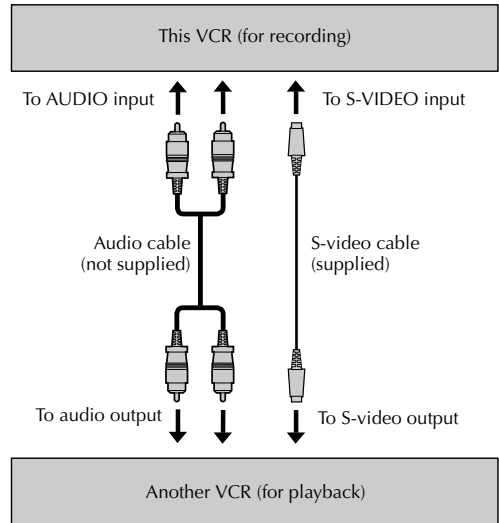 This VCR (for recording)
To AUDIO input
To S-VIDEO input
Audio cable
(not supplied)
S-video cable
(supplied)
To audio output
To S-video output
Another VCR (for playback)